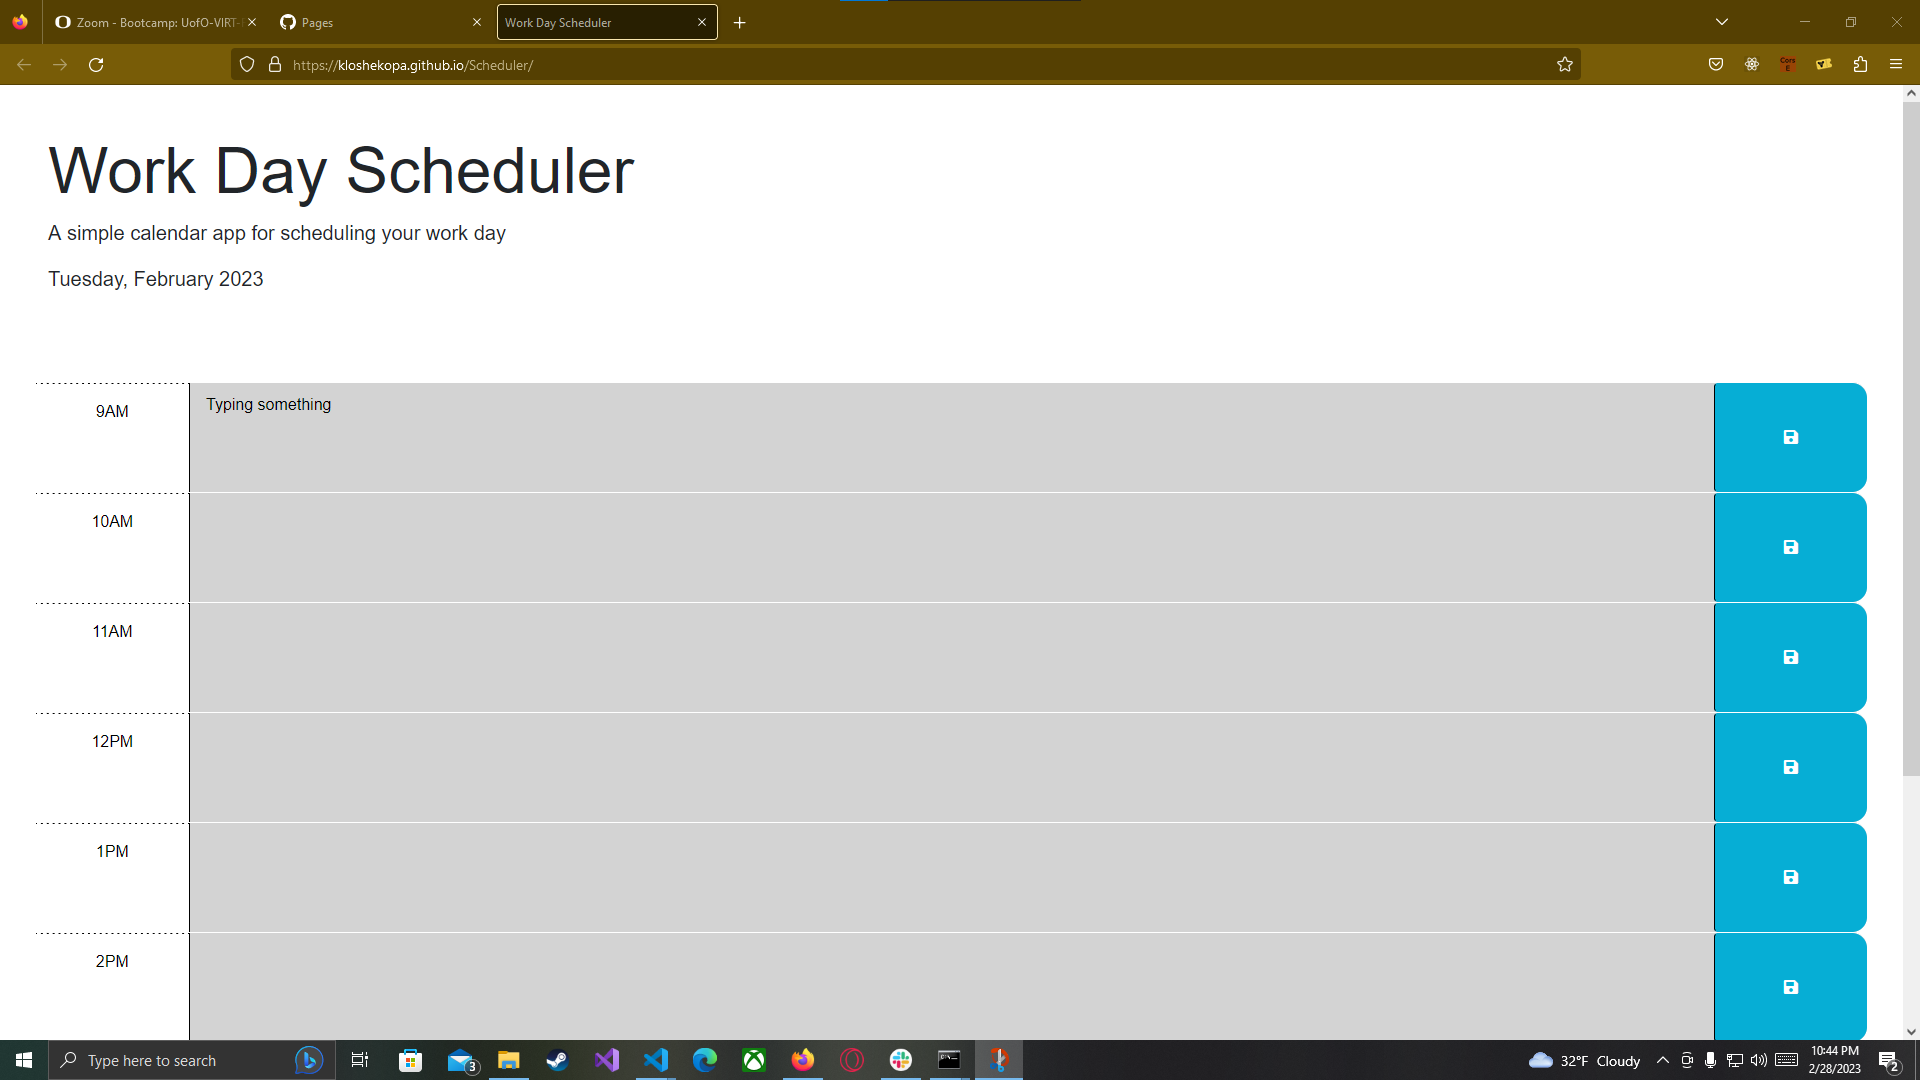 Zoom - Bootcamp: UofO-VIRT-
Pages
Work Day Scheduler
https://kloshekopa.github.io/Scheduler/
Work Day Scheduler
A simple calendar app for scheduling your work day
Tuesday, February 2023
9AM
Typing something
10AM
11AM
12PM
1PM
2PM
Type here to search
3
32°F Cloudy
10:44 PM
2/28/2023
2